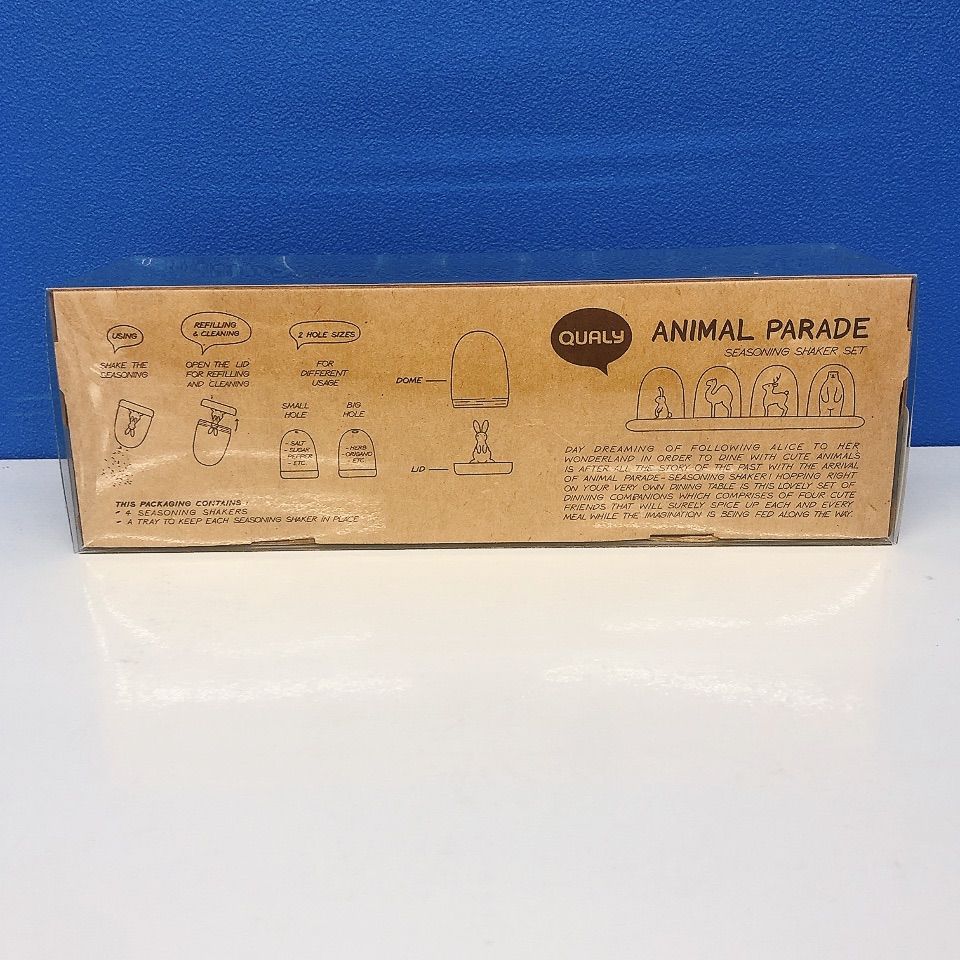 USING
SHAKE THE
SEASONING
REFILLING
& CLEANING
OPEN THE LID
FOR REFILLING
AND CLEANING
2 HOLE SIZES
FOR
DIFFERENT
USAGE
SMALL
HOLE
- SALT
- SUGAR
- PEPPER
- ETC.
BIG
HOLE
- HERB
- ORIGANO
- ETC.
THIS PACKAGING CONTAINS :
- 4 SEASONING SHAKERS
- A TRAY TO KEEP EACH SEASONING SHAKER IN PLACE
DOME
LID
QUALY
ANIMAL PARADE
SEASONING SHAKER SET
DAY DREAMING OF FOLLOWING ALICE TO HER
WONDERLAND IN ORDER TO DINE WITH CUTE ANIMALS
IS AFTER ALL THE STORY OF THE PAST WITH THE ARRIVAL
OF ANIMAL PARADE - SEASONING SHAKER! HOPPING RIGHT
ON YOUR VERY OWN DINING TABLE IS THIS LOVELY SET OF
DINNING COMPANIONS WHICH COMPRISES OF FOUR CUTE
FRIENDS THAT WILL SURELY SPICE UP EACH AND EVERY
MEAL WHILE THE IMAGINATION IS BEING FED ALONG THE WAY.